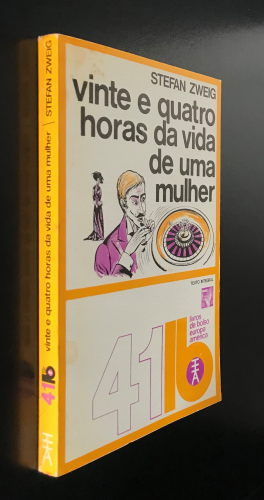 STEFAN ZWEIG
vinte e quatro
horas da vida
de uma
mulher
TEXTO INTEGRAL
41
livros
de bolso
europa
américa
vinte e quatro horas da vida de uma mulher | STEFAN ZWEIG
41